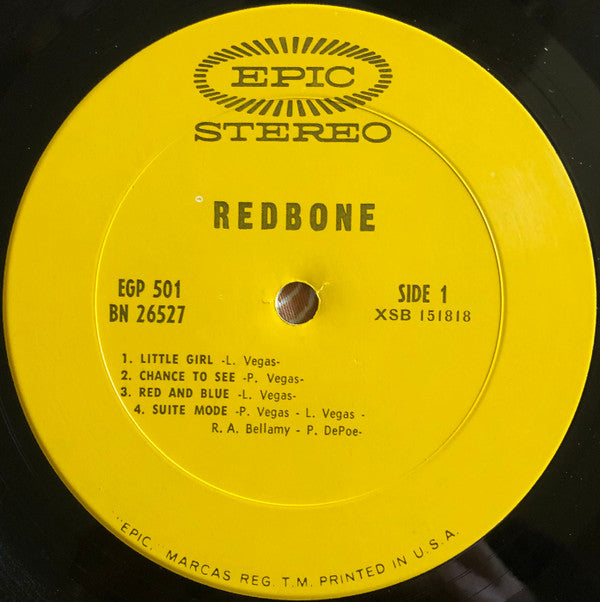 EPIC
STEREO
REDBONE
EGP 501
BN 26527
SIDE 1
XSB 151818
1. LITTLE GIRL -L. Vegas-
2. CHANCE TO SEE -P. Vegas-
3. RED AND BLUE -L. Vegas-
4. SUITE MODE -P. Vegas - L. Vegas -
R. A. Bellamy - P. DePoe-
"EPIC," MARCAS REG. T.M. PRINTED IN U.S.A.